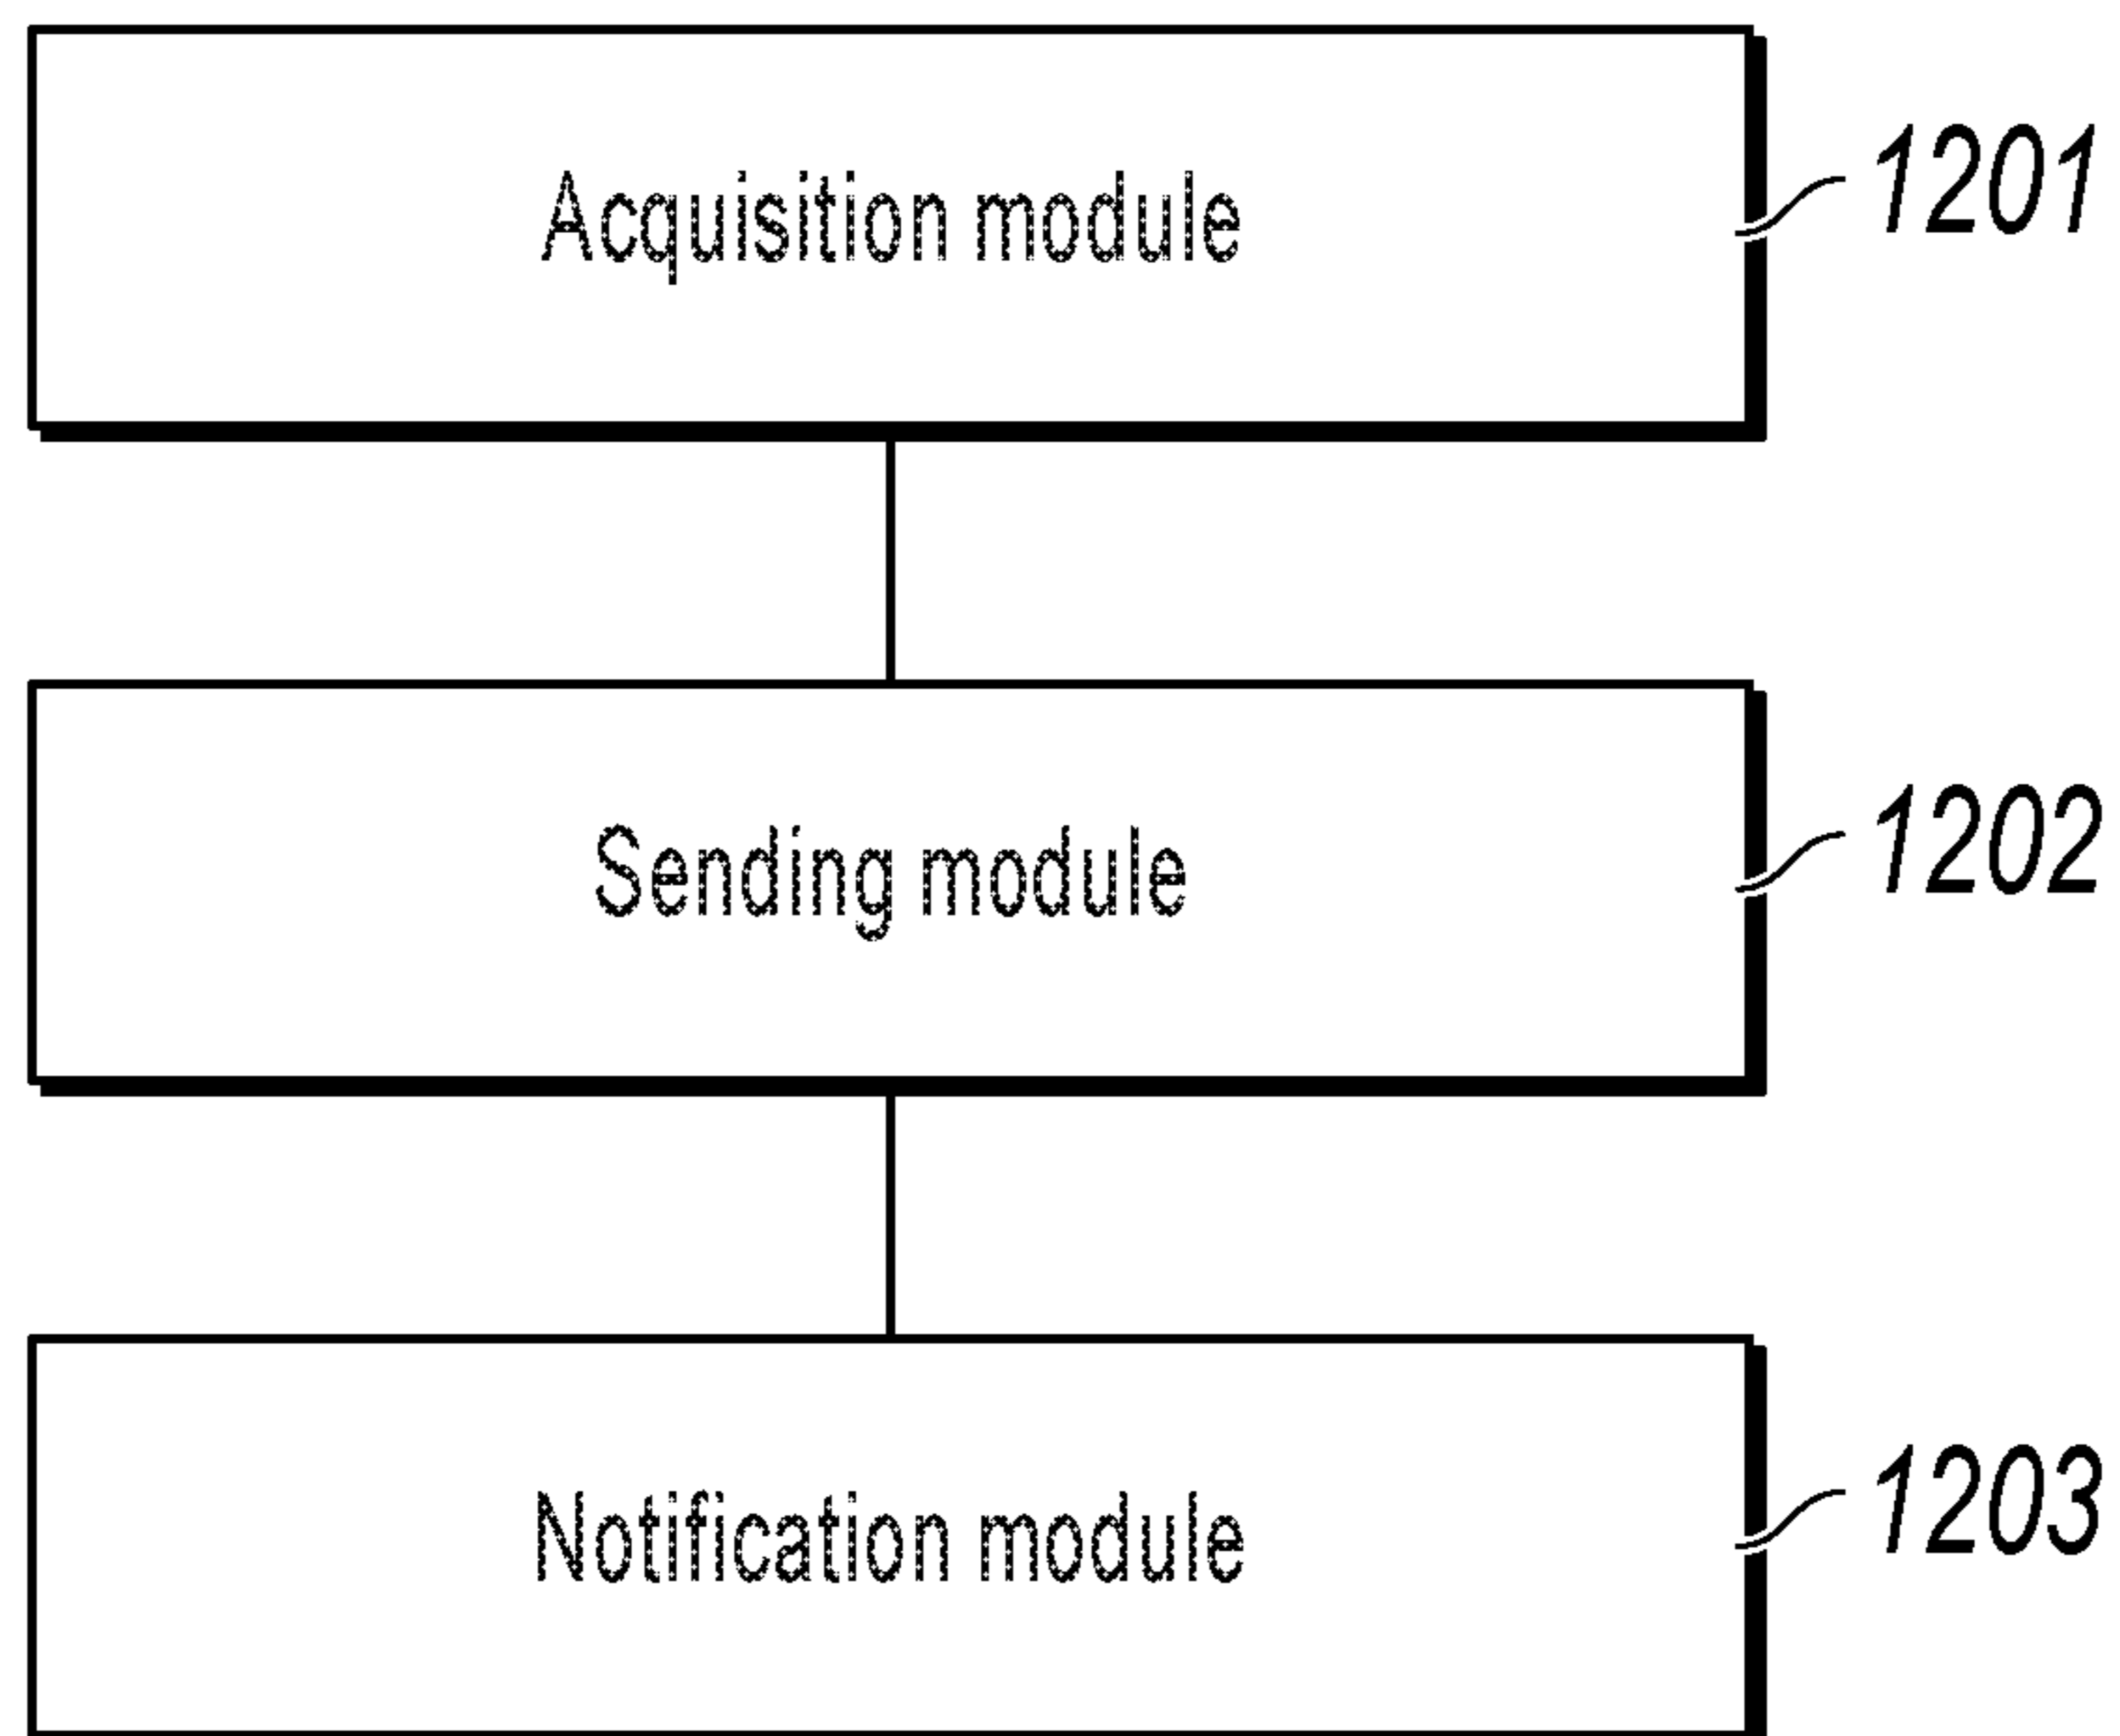 Acquisition module
1201
Sending module
1202
Notification module
1203